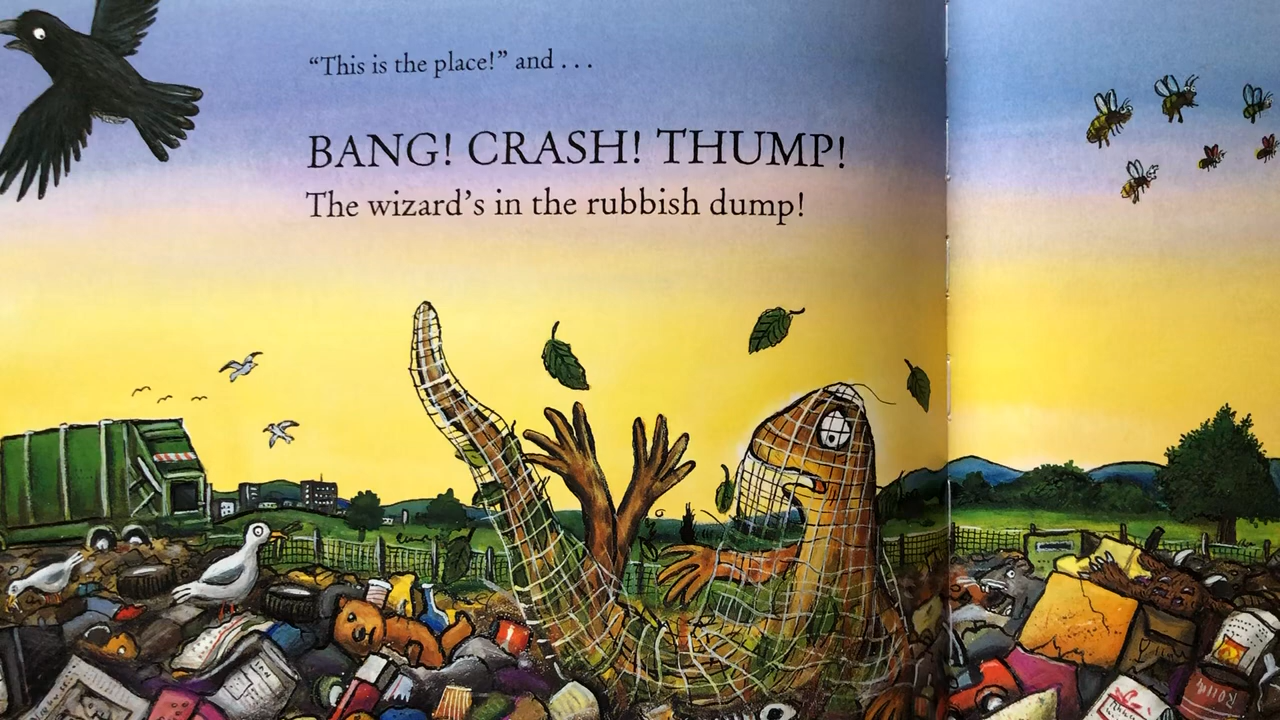 “This is the place!” and . . .
BANG! CRASH! THUMP!
The wizard’s in the rubbish dump!